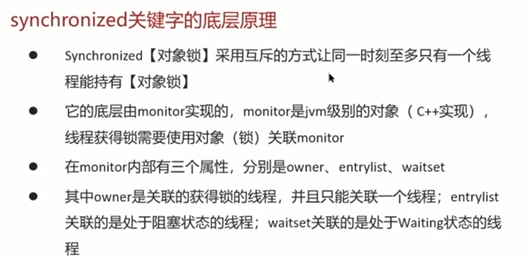 synchronized关键字的底层原理
● Synchronized【对象锁】采用互斥的方式让同一时刻至多只有一个线
程能持有【对象锁】
● 它的底层由monitor实现的，monitor是jvm级别的对象（ C++实现），
线程获得锁需要使用对象（锁）关联monitor
● 在monitor内部有三个属性，分别是owner、entrylist、waitset
● 其中owner是关联的获得锁的线程，并且只能关联一个线程；entrylist
关联的是处于阻塞状态的线程；waitset关联的是处于Waiting状态的线
程